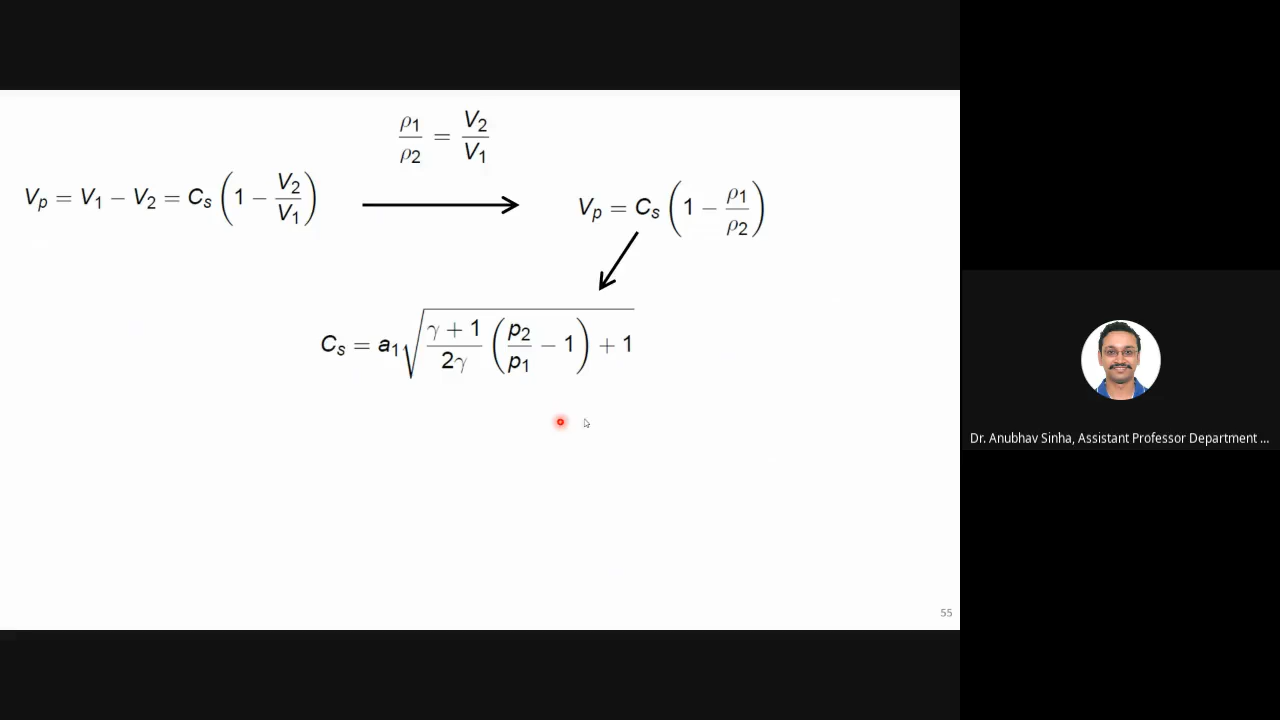 ρ1/ρ2 = V2/V1
Vp = V1 − V2 = Cs (1 − V2/V1)
Vp = Cs (1 − ρ1/ρ2)
Cs = a1 √((γ + 1)/(2γ) (p2/p1 − 1) + 1)
Dr. Anubhav Sinha, Assistant Professor Department ...
55